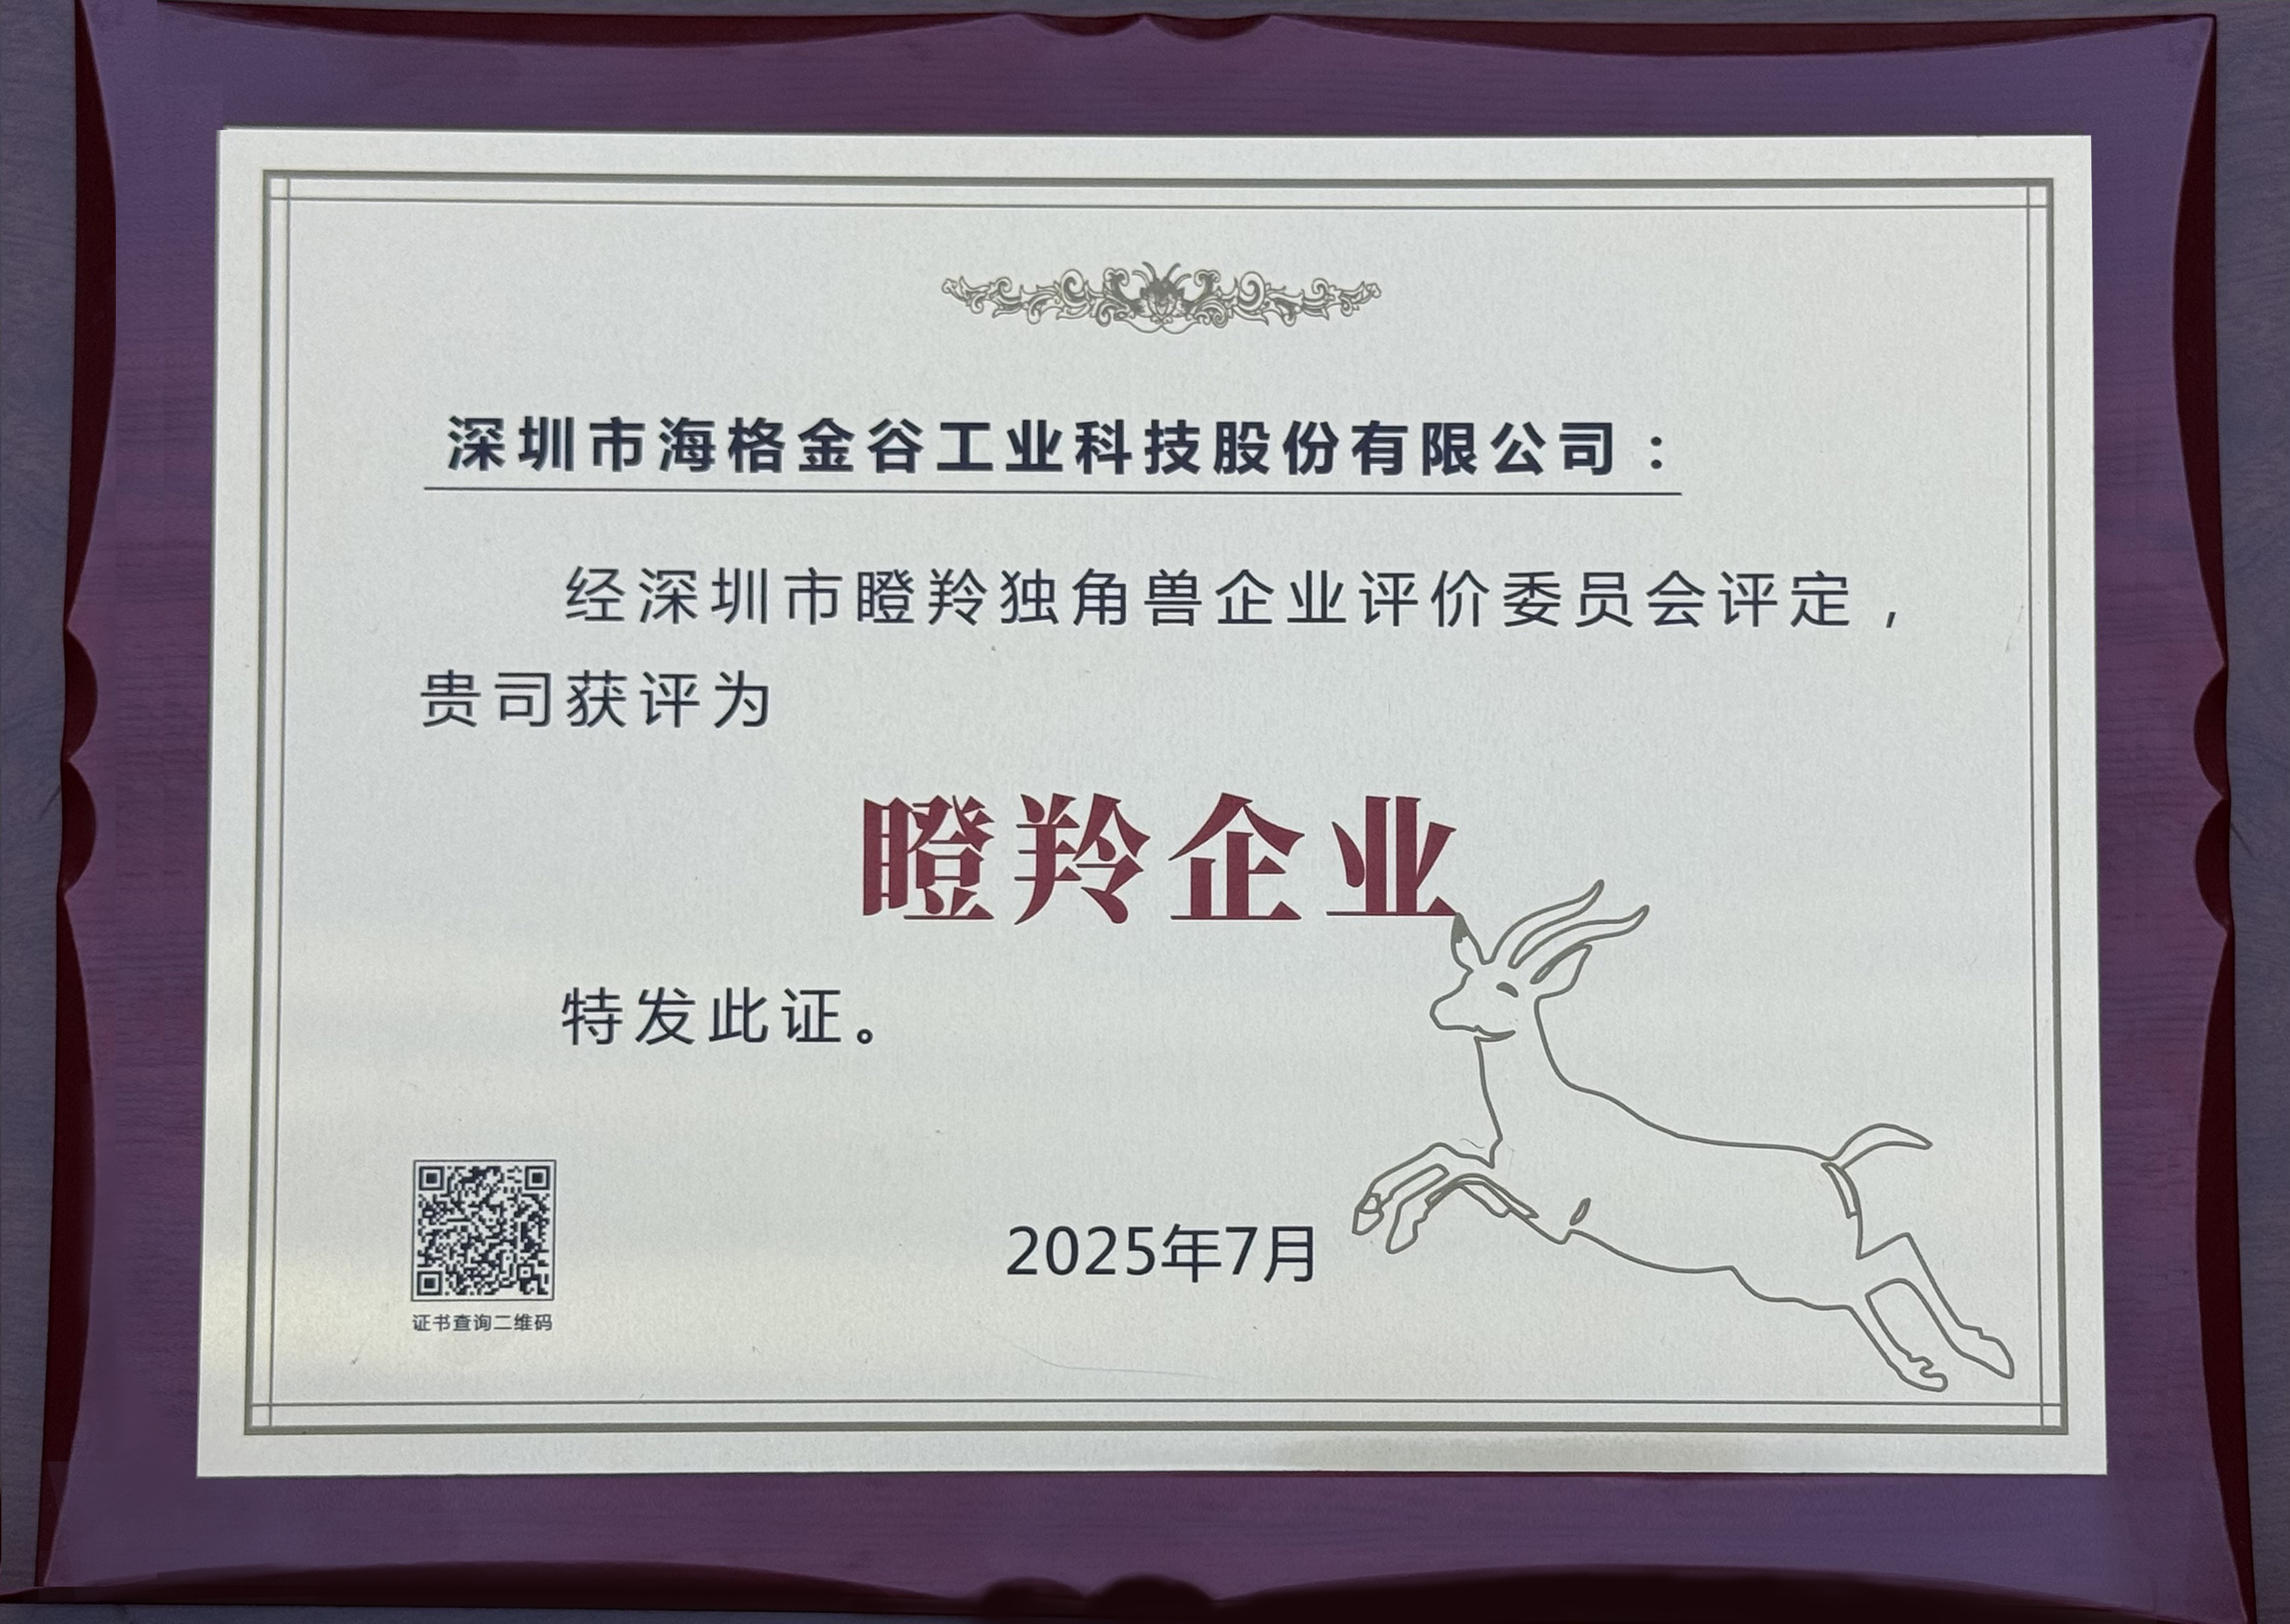 深圳市海格金谷工业科技股份有限公司：
经深圳市瞪羚独角兽企业评价委员会评定，
贵司获评为
瞪羚企业
特发此证。
2025年7月
证书查询二维码